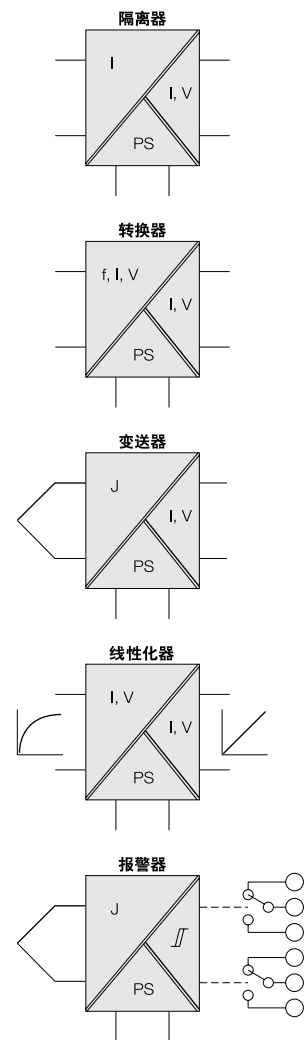 隔离器
I
I, V
PS
转换器
f, I, V
I, V
PS
变送器
J
I, V
PS
线性化器
I, V
I, V
PS
报警器
J
PS